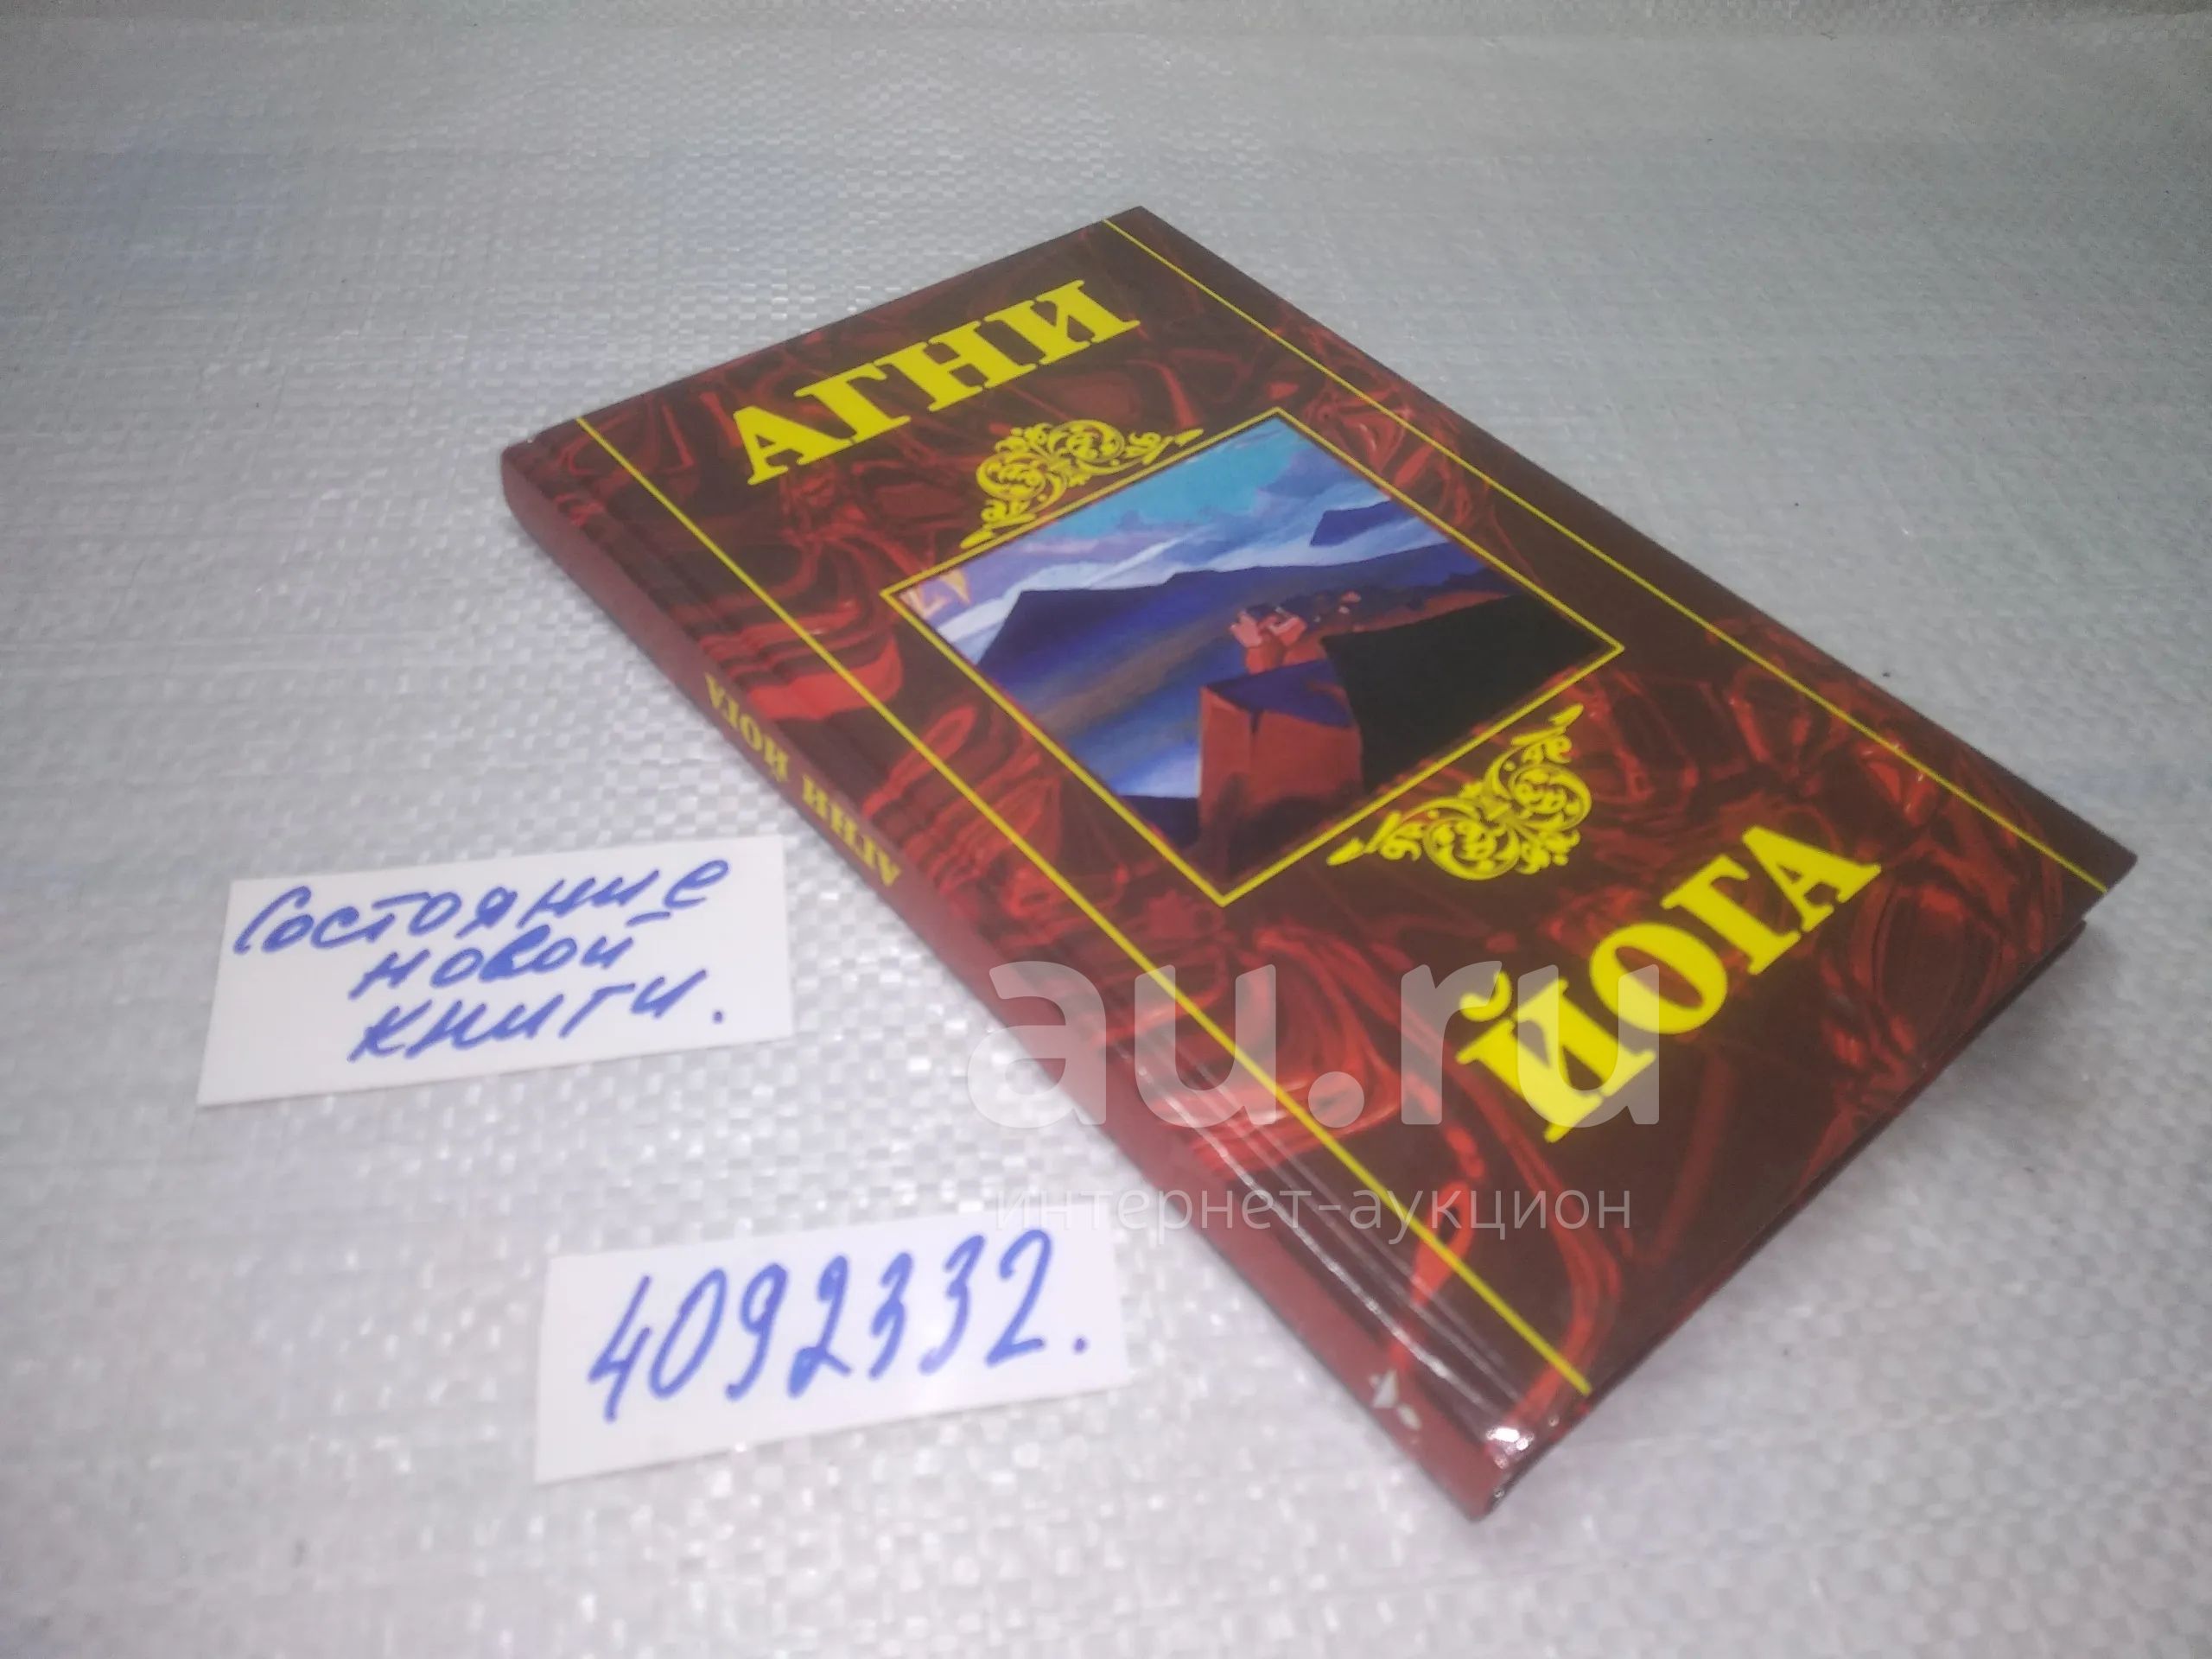 АГНИ
ЙОГА
АГНИ ЙОГА
Состояние
новой
книги.
4092332.
au.ru
интернет-аукцион